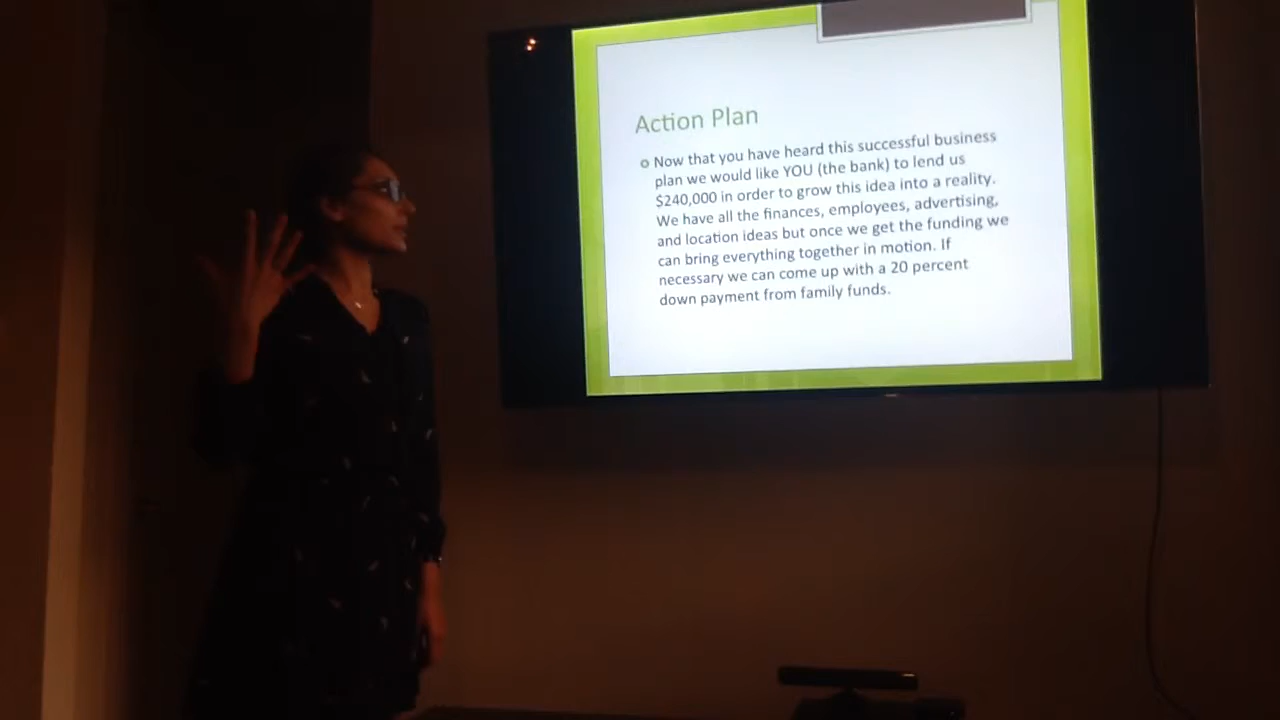 Action Plan
Now that you have heard this successful business
plan we would like YOU (the bank) to lend us
$240,000 in order to grow this idea into a reality.
We have all the finances, employees, advertising,
and location ideas but once we get the funding we
can bring everything together in motion. If
necessary we can come up with a 20 percent
down payment from family funds.